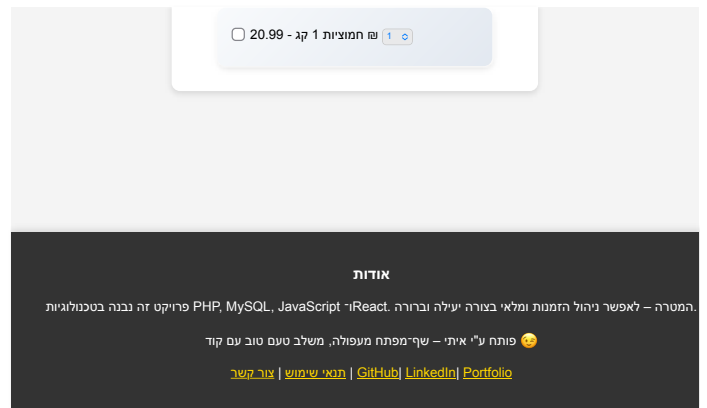 חמוציות 1 קג - 20.99 ₪ 1
אודות
פרויקט זה נבנה בטכנולוגיות PHP, MySQL, JavaScript ו־React. המטרה – לאפשר ניהול הזמנות ומלאי בצורה יעילה וברורה.
פותח ע"י איתי – שף־מפתח מעפולה, משלב טעם טוב עם קוד 😉
צור קשר | תנאי שימוש | GitHub| LinkedIn| Portfolio